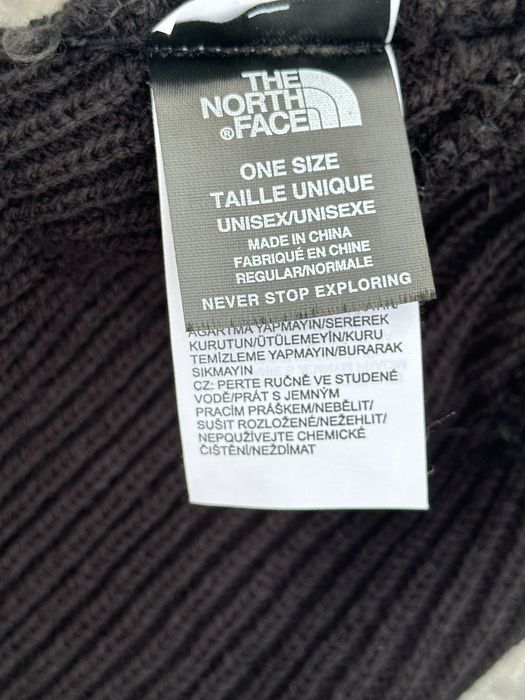 THE
NORTH
®FACE
ONE SIZE
TAILLE UNIQUE
UNISEX/UNISEXE
MADE IN CHINA
FABRIQUÉ EN CHINE
REGULAR/NORMALE
NEVER STOP EXPLORING
AĞARTMA YAPMAYIN/SEREREK
KURUTUN/ÜTÜLEMEYİN/KURU
TEMİZLEME YAPMAYIN/BURARAK
SIKMAYIN
CZ: PERTE RUČNĚ VE STUDENÉ
VODĚ/PRÁT S JEMNÝM
PRACÍM PRÁŠKEM/NEBĚLIT/
SUŠIT ROZLOŽENÉ/NEŽEHLIT/
NEPOUŽÍVEJTE CHEMICKÉ
ČIŠTĚNÍ/NEŽDÍMAT